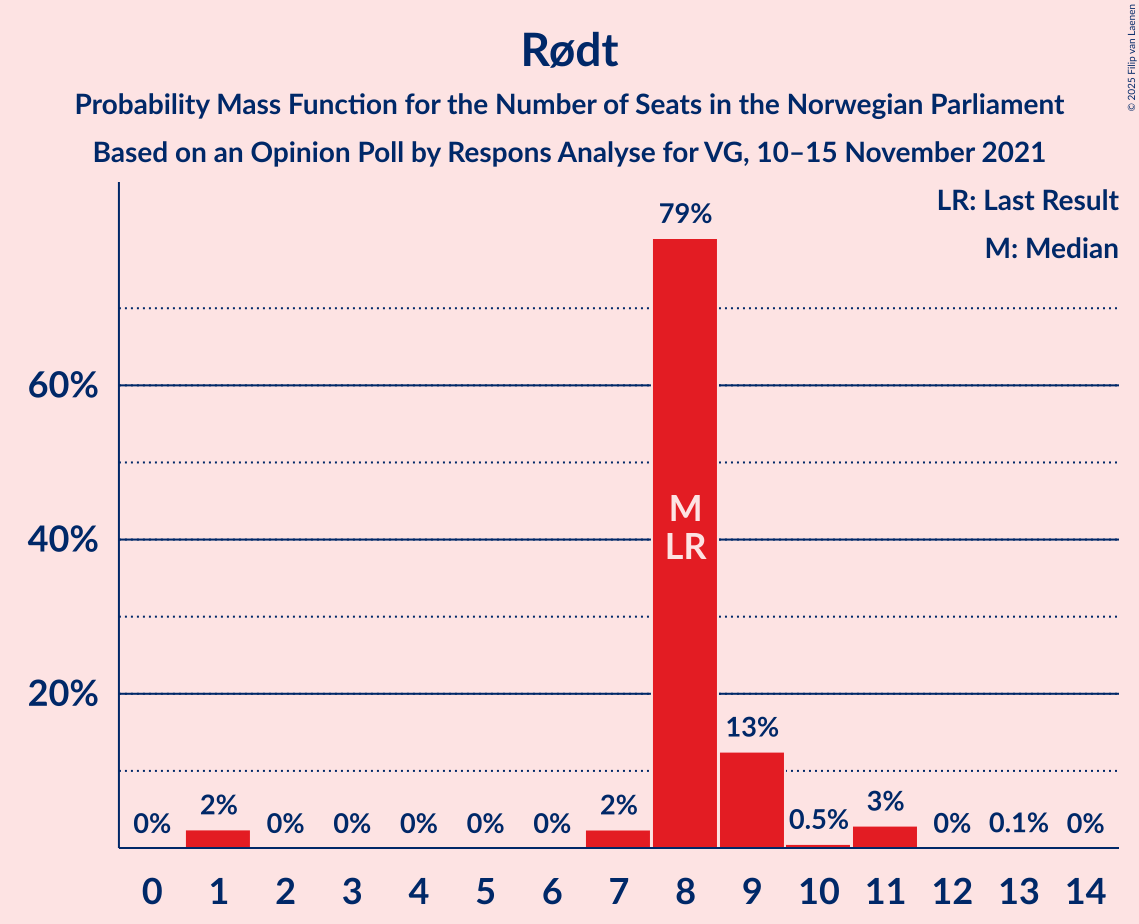 Rødt
Probability Mass Function for the Number of Seats in the Norwegian Parliament
Based on an Opinion Poll by Respons Analyse for VG, 10–15 November 2021
© 2025 Filip van Laenen
LR: Last Result
M: Median
79%
60%
M
40%
LR
20%
13%
0% 2% 0% 0% 0% 0% 0% 2% 0.5% 3% 0% 0.1% 0%
0 1 2 3 4 5 6 7 8 9 10 11 12 13 14